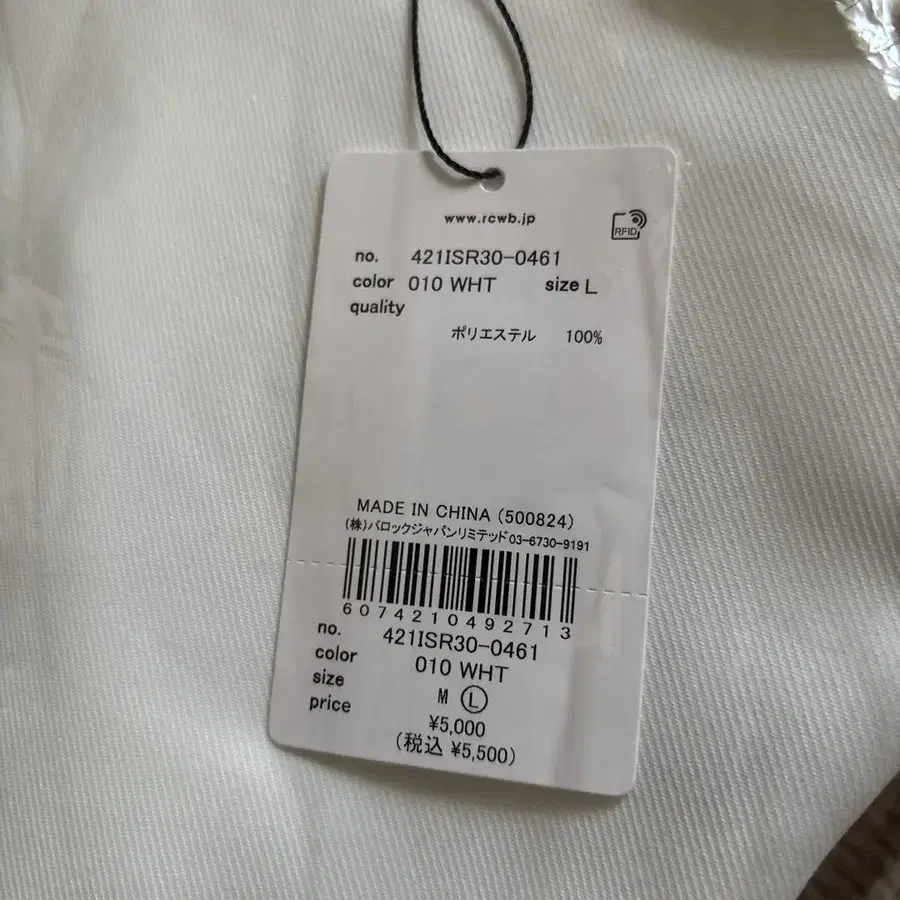 www.rcwb.jp
RFID
no. 421ISR30-0461
color 010 WHT size L
quality
ポリエステル 100%
MADE IN CHINA (500824)
(株)バロックジャパンリミテッド03-6730-9191
6074210492713
no. 421ISR30-0461
color 010 WHT
size M L
price ¥5,000
(税込 ¥5,500)